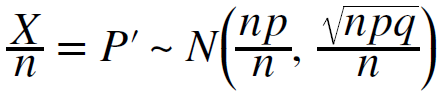 X/n = P′ ~ N(np/n, √npq/n)